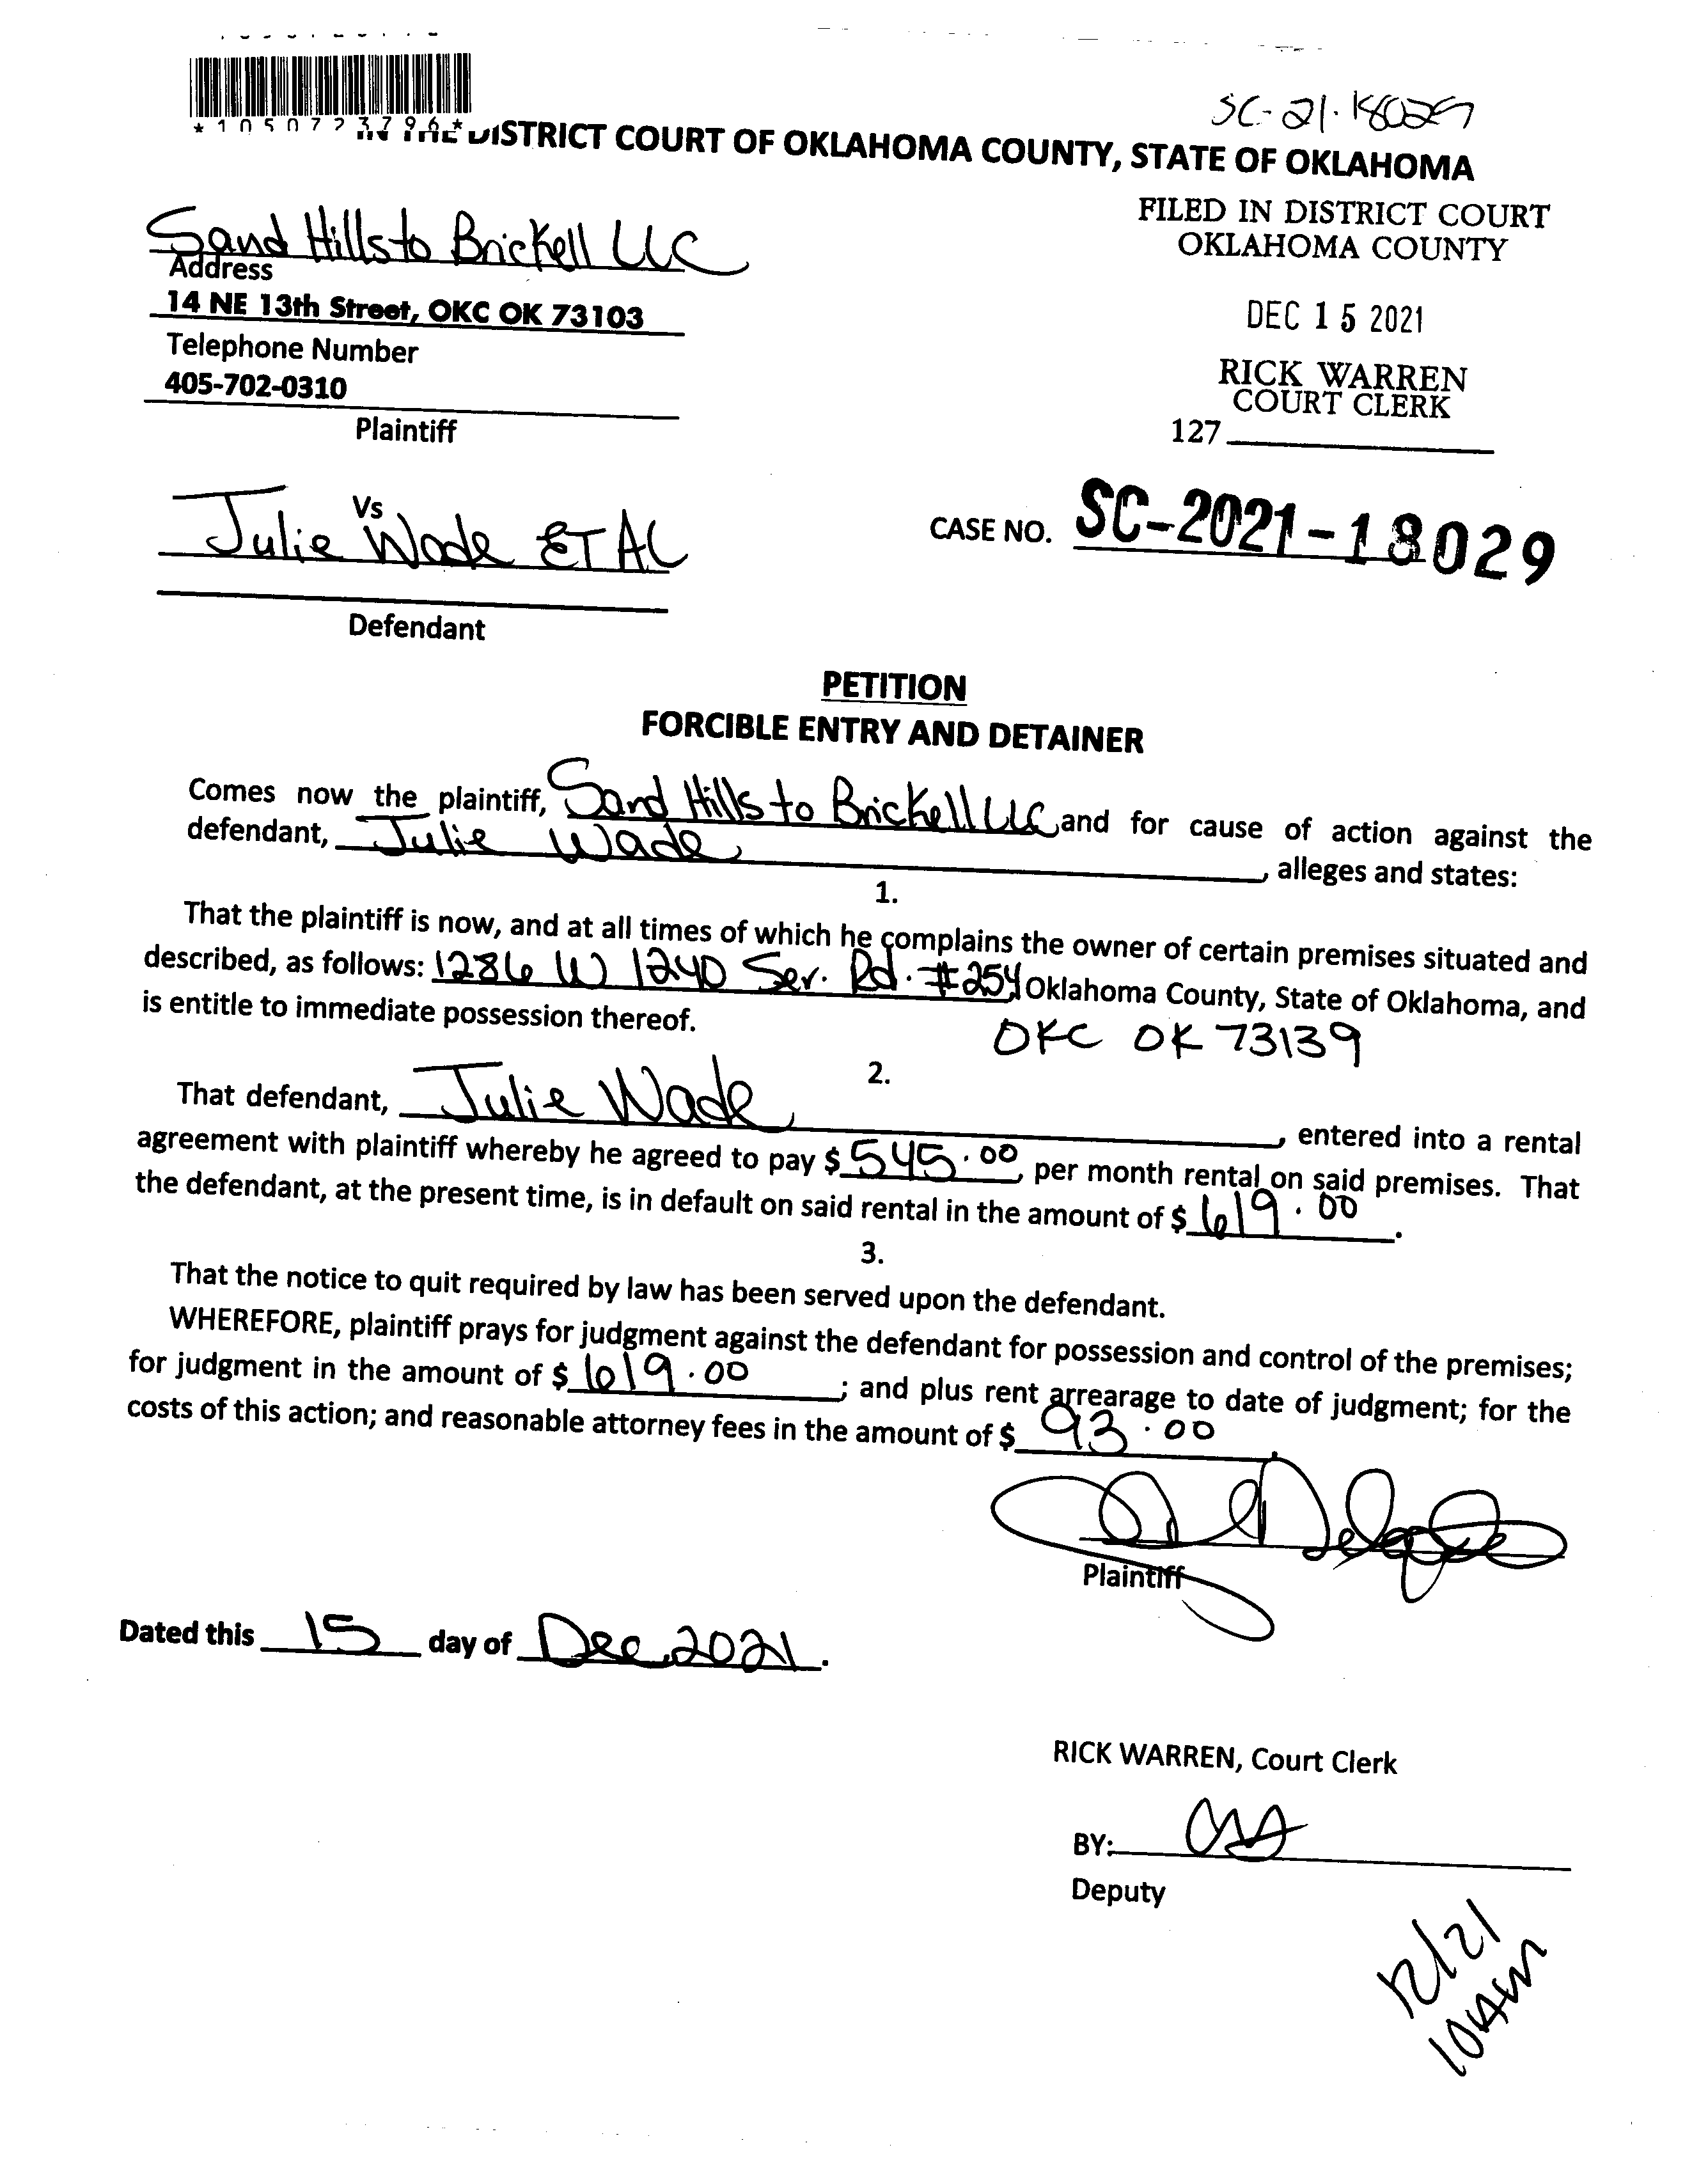 SC-21-18029
*1050723796*
IN THE DISTRICT COURT OF OKLAHOMA COUNTY, STATE OF OKLAHOMA
FILED IN DISTRICT COURT
OKLAHOMA COUNTY
DEC 15 2021
RICK WARREN
COURT CLERK
127
Sand Hills to Brickell LLC
Address
14 NE 13th Street, OKC OK 73103
Telephone Number
405-702-0310
Plaintiff
Vs
Julie Wade ET AL
Defendant
CASE NO. SC-2021-18029
PETITION
FORCIBLE ENTRY AND DETAINER
Comes now the plaintiff, Sand Hills to Brickell LLC and for cause of action against the
defendant, Julie Wade, alleges and states:
1.
That the plaintiff is now, and at all times of which he complains the owner of certain premises situated and
described, as follows: 1286 W I240 Ser. Rd. #254 Oklahoma County, State of Oklahoma, and
is entitle to immediate possession thereof.
OKC OK 73139
2.
That defendant, Julie Wade, entered into a rental
agreement with plaintiff whereby he agreed to pay $ 545.00 per month rental on said premises. That
the defendant, at the present time, is in default on said rental in the amount of $ 619.00.
3.
That the notice to quit required by law has been served upon the defendant.
WHEREFORE, plaintiff prays for judgment against the defendant for possession and control of the premises;
for judgment in the amount of $ 619.00; and plus rent arrearage to date of judgment; for the
costs of this action; and reasonable attorney fees in the amount of $ 93.00
Plaintiff
Dated this 15 day of Dec 2021.
RICK WARREN, Court Clerk
BY:
Deputy
12/21
10AM